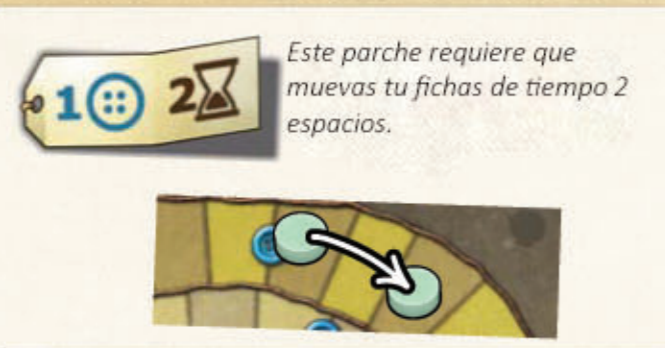 1 2
Este parche requiere que
muevas tu fichas de tiempo 2
espacios.